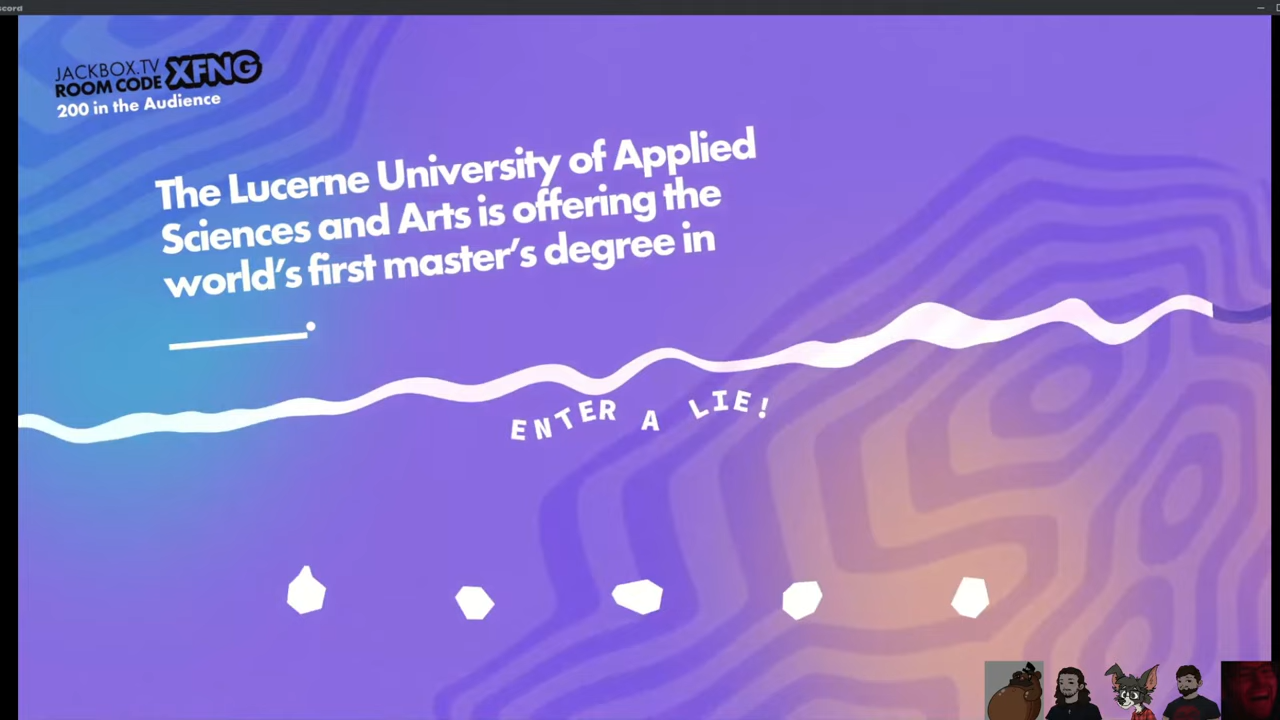 scord
JACKBOX.TV
ROOM CODE XFNG
200 in the Audience
The Lucerne University of Applied
Sciences and Arts is offering the
world's first master's degree in
ENTER A LIE!